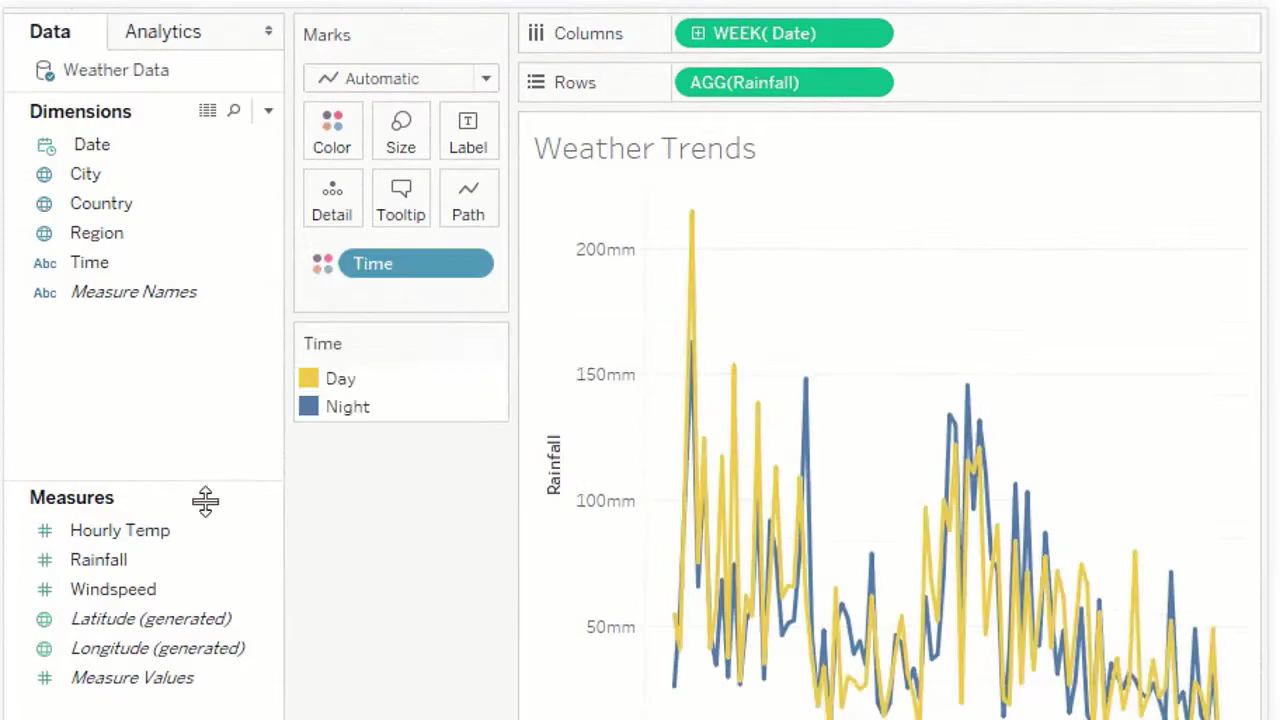 Data
Analytics
Weather Data
Dimensions
Date
City
Country
Region
Abc Time
Abc Measure Names
Measures
Hourly Temp
Rainfall
Windspeed
Latitude (generated)
Longitude (generated)
Measure Values
Marks
Automatic
Color
Size
T
Label
Detail
Tooltip
Path
Time
Time
Day
Night
Columns
WEEK( Date)
Rows
AGG(Rainfall)
Weather Trends
Rainfall
200mm
150mm
100mm
50mm